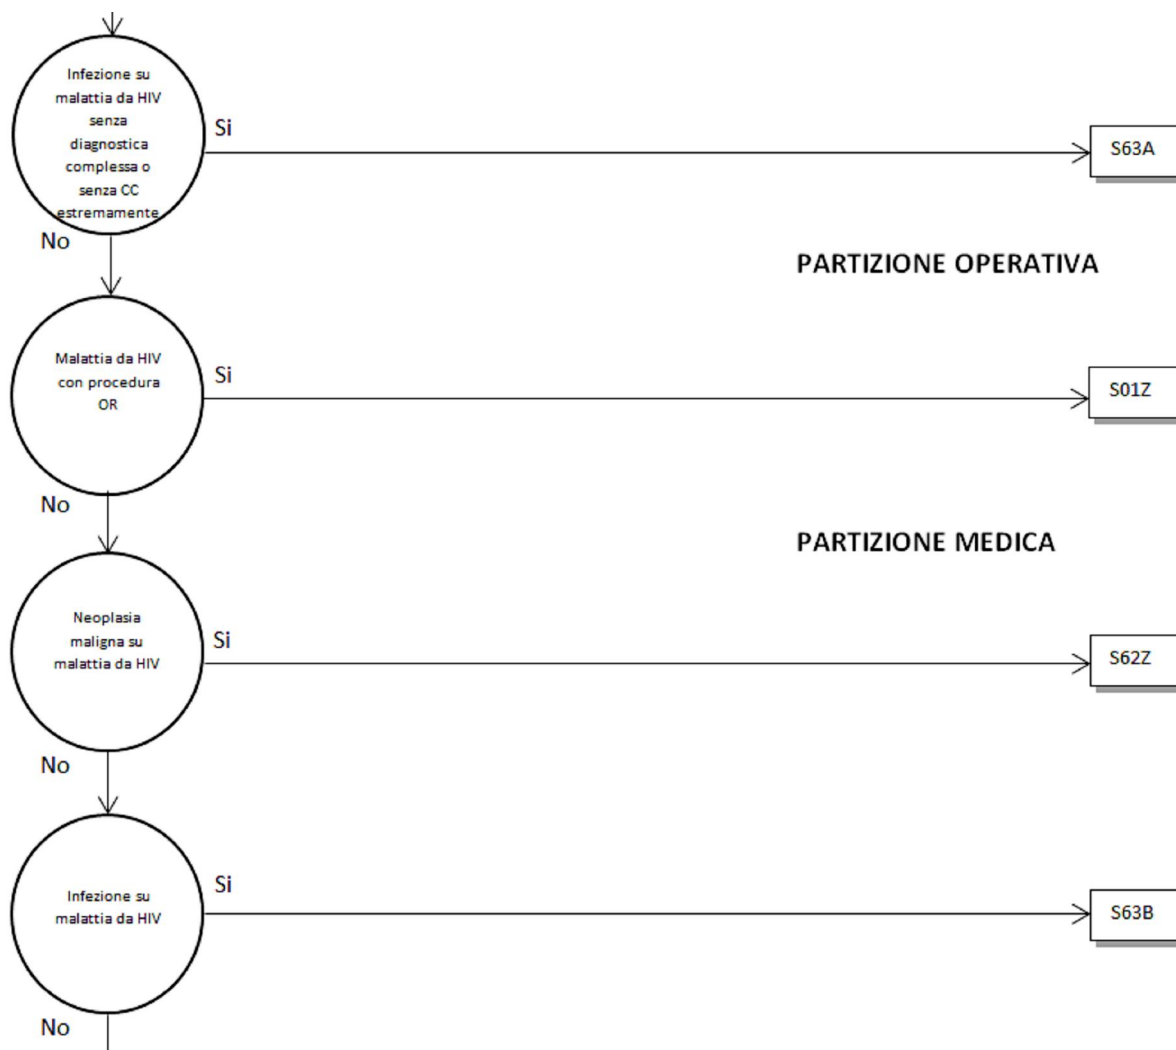 Infezione su
malattia da HIV
senza
diagnostica
complessa o
senza CC
estremamente
Si
S63A
No
PARTIZIONE OPERATIVA
Malattia da HIV
con procedura
OR
Si
S01Z
No
PARTIZIONE MEDICA
Neoplasia
maligna su
malattia da HIV
Si
S62Z
No
Infezione su
malattia da HIV
Si
S63B
No